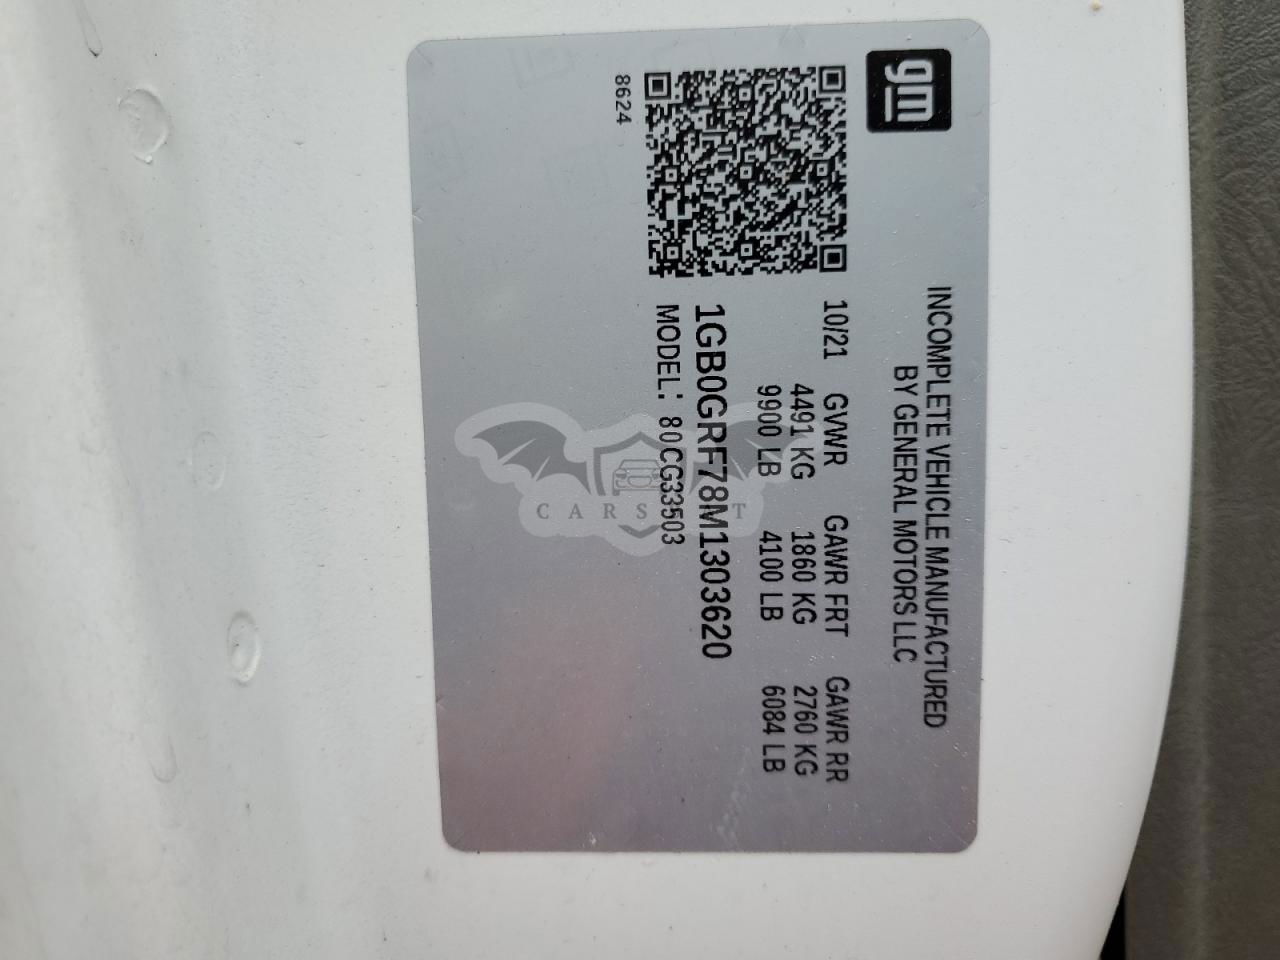 gm
INCOMPLETE VEHICLE MANUFACTURED
BY GENERAL MOTORS LLC
10/21 GVWR GAWR FRT GAWR RR
4491 KG 1860 KG 2760 KG
9900 LB 4100 LB 6084 LB
1GB0GRF78M1303620
MODEL: 80CG33503
8624